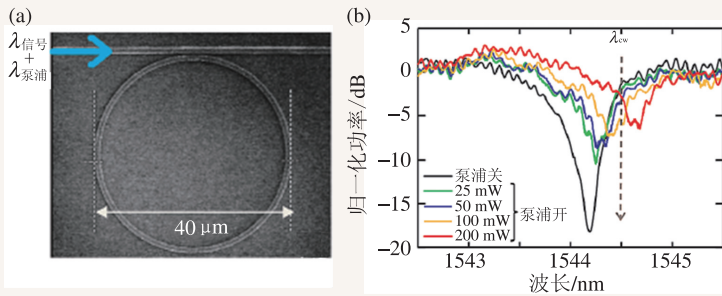 (a)
λ信号
+
λ泵浦
40 μm
(b)
λcw
归一化功率/dB
5
0
−5
−10
−15
−20
泵浦关
25 mW
50 mW
100 mW
200 mW
泵浦开
1543
1544
1545
波长/nm